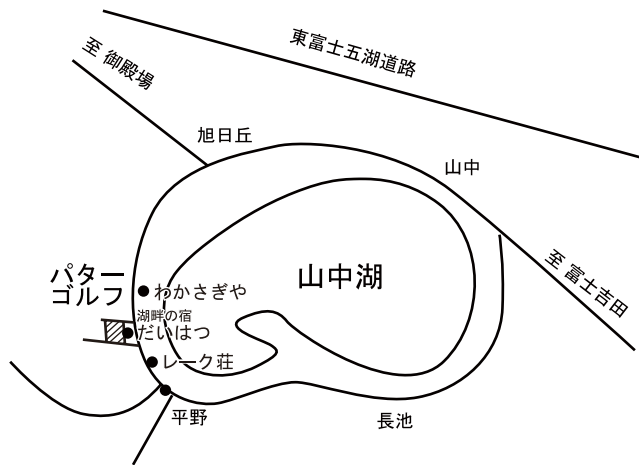 東富士五湖道路
至 御殿場
旭日丘
山中
至 富士吉田
山中湖
パター
ゴルフ
わかさぎや
湖畔の宿
だいはつ
レーク荘
平野
長池